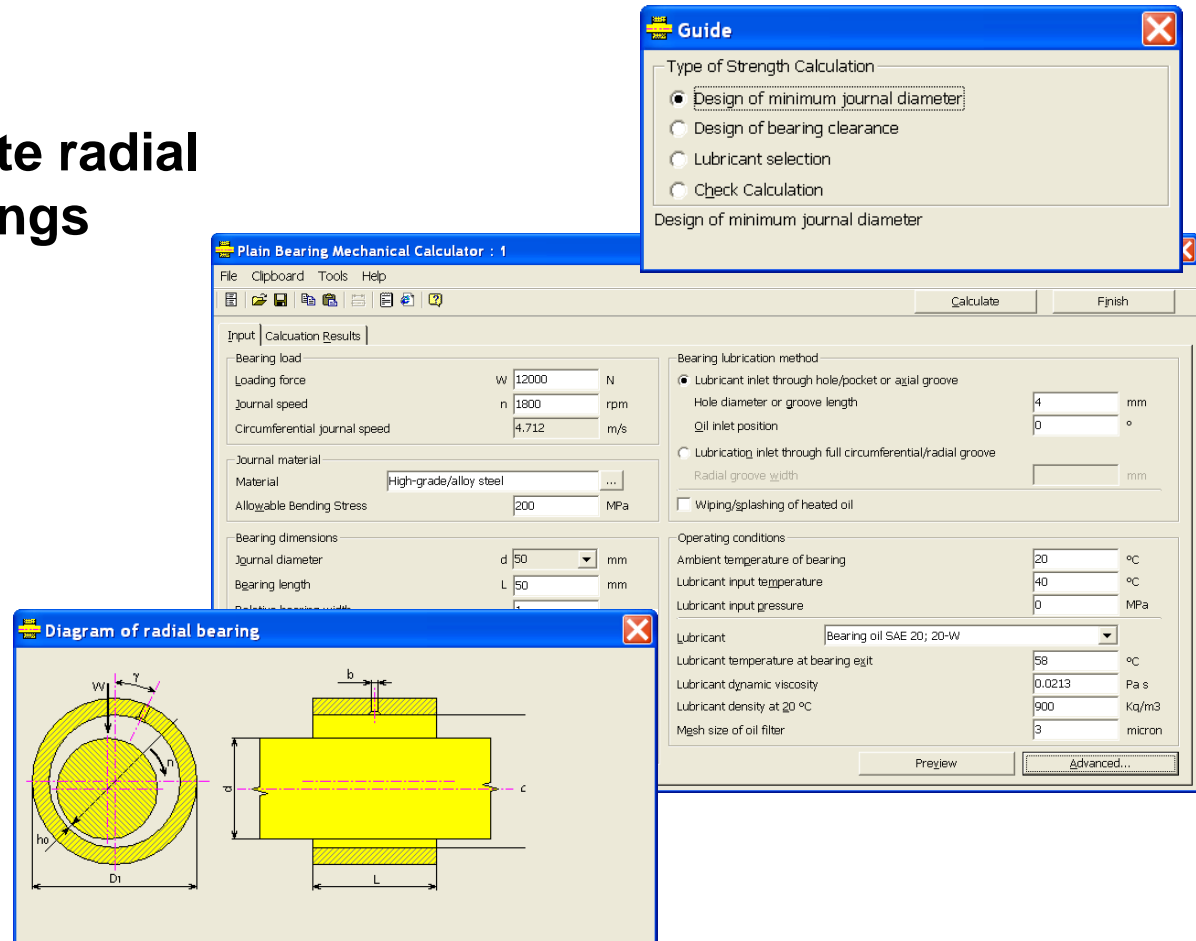 te radial
ngs
Guide
Type of Strength Calculation
Design of minimum journal diameter
Design of bearing clearance
Lubricant selection
Check Calculation
Design of minimum journal diameter
Plain Bearing Mechanical Calculator : 1
File Clipboard Tools Help
Calculate Finish
Input Calcuation Results
Bearing load
Loading force W 12000 N
Journal speed n 1800 rpm
Circumferential journal speed 4.712 m/s
Journal material
Material High-grade/alloy steel ...
Allowable Bending Stress 200 MPa
Bearing dimensions
Journal diameter d 50 mm
Bearing length L 50 mm
Relative bearing width 1
Bearing lubrication method
Lubricant inlet through hole/pocket or axial groove
Hole diameter or groove length 4 mm
Oil inlet position 0 °
Lubrication inlet through full circumferential/radial groove
Radial groove width mm
Wiping/splashing of heated oil
Operating conditions
Ambient temperature of bearing 20 ºC
Lubricant input temperature 40 ºC
Lubricant input pressure 0 MPa
Lubricant Bearing oil SAE 20; 20-W
Lubricant temperature at bearing exit 58 ºC
Lubricant dynamic viscosity 0.0213 Pa s
Lubricant density at 20 ºC 900 Kg/m3
Mesh size of oil filter 3 micron
Preview Advanced...
Diagram of radial bearing
W γ b
n
d
h0
D1 L